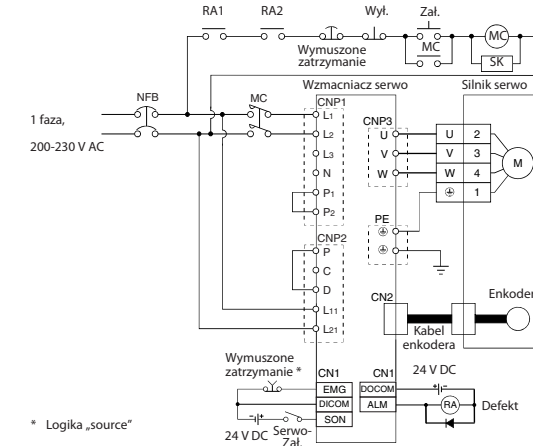 RA1 RA2 Wył. Zał.
MC
Wymuszone
zatrzymanie
MC
SK
Wzmacniacz serwo Silnik serwo
NFB MC CNP1
1 faza,
200-230 V AC
L1
L2
L3
N
P1
P2
CNP3
U U 2
V V 3
W W 4
1
M
PE
CNP2
P
C
D
L11
L21
CN2
Enkoder
Kabel
enkodera
Wymuszone
zatrzymanie *
CN1 CN1 24 V DC
EMG DOCOM
DICOM ALM RA Defekt
SON
24 V DC Serwo-
Zał.
* Logika „source”